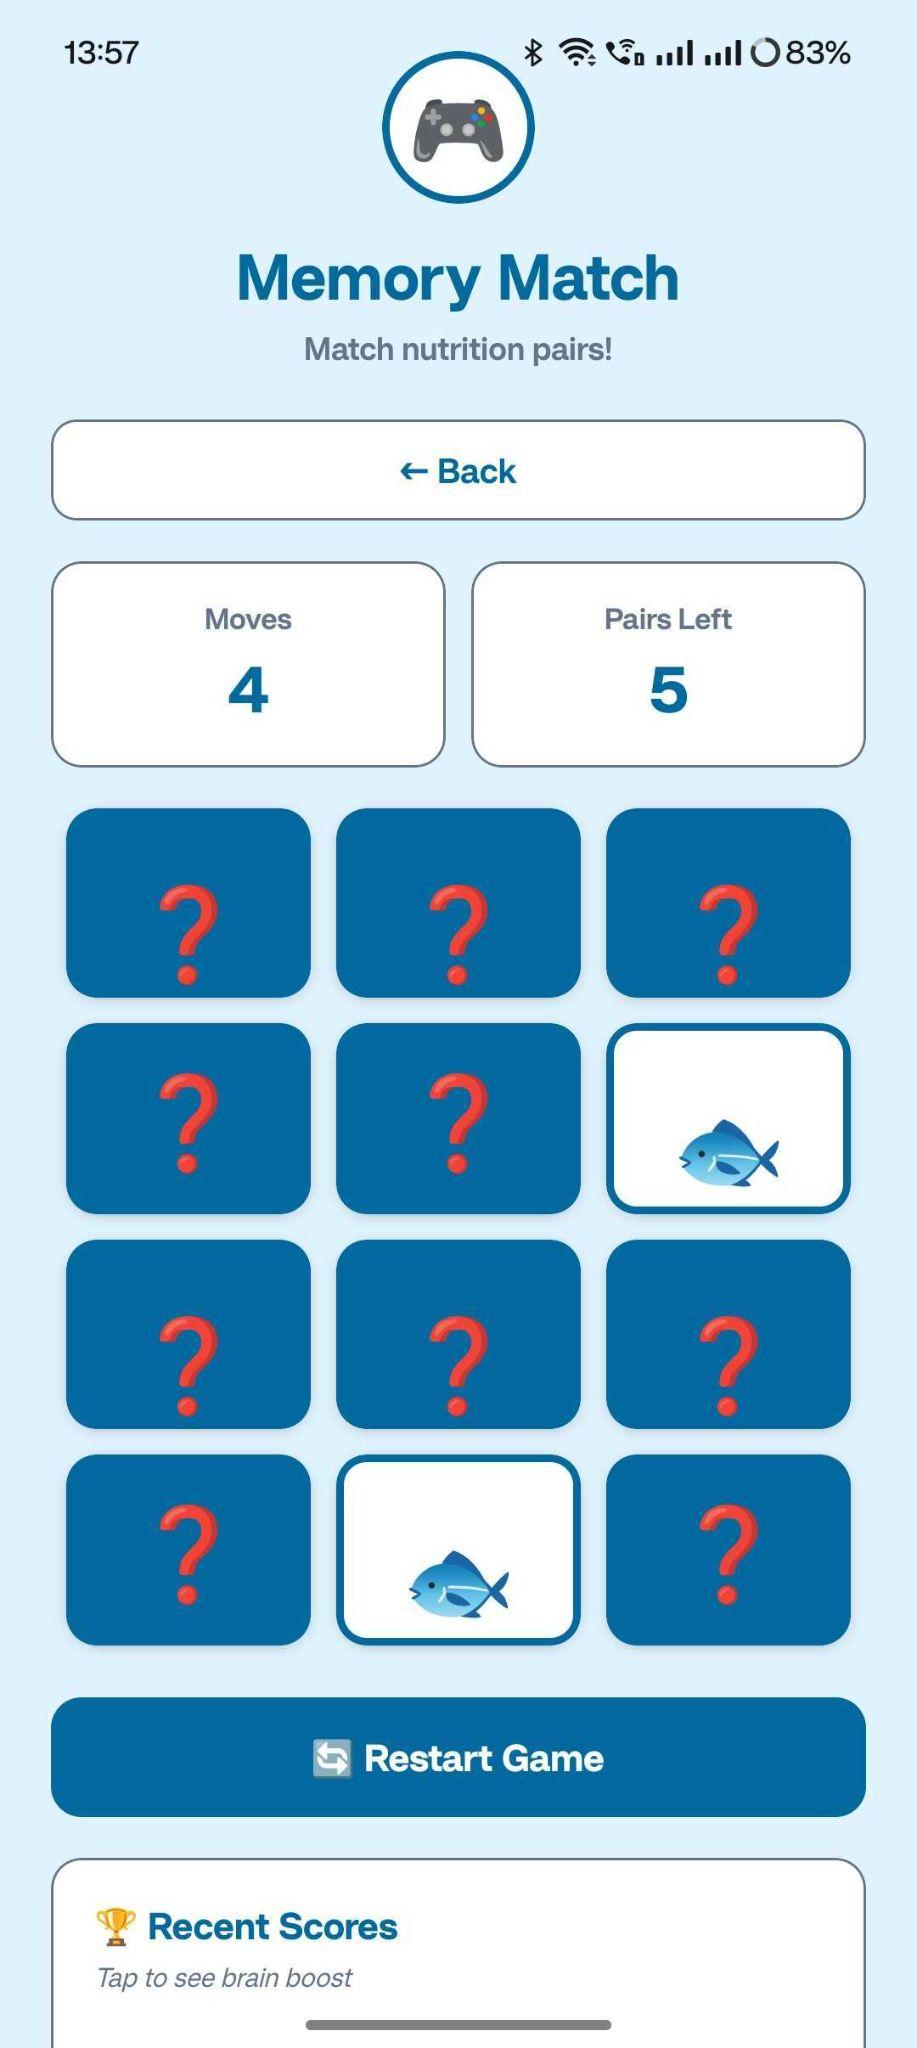 13:57
83%
Memory Match
Match nutrition pairs!
← Back
Moves
4
Pairs Left
5
❓ ❓ ❓
❓ ❓
❓ ❓ ❓
❓ ❓
Restart Game
Recent Scores
Tap to see brain boost